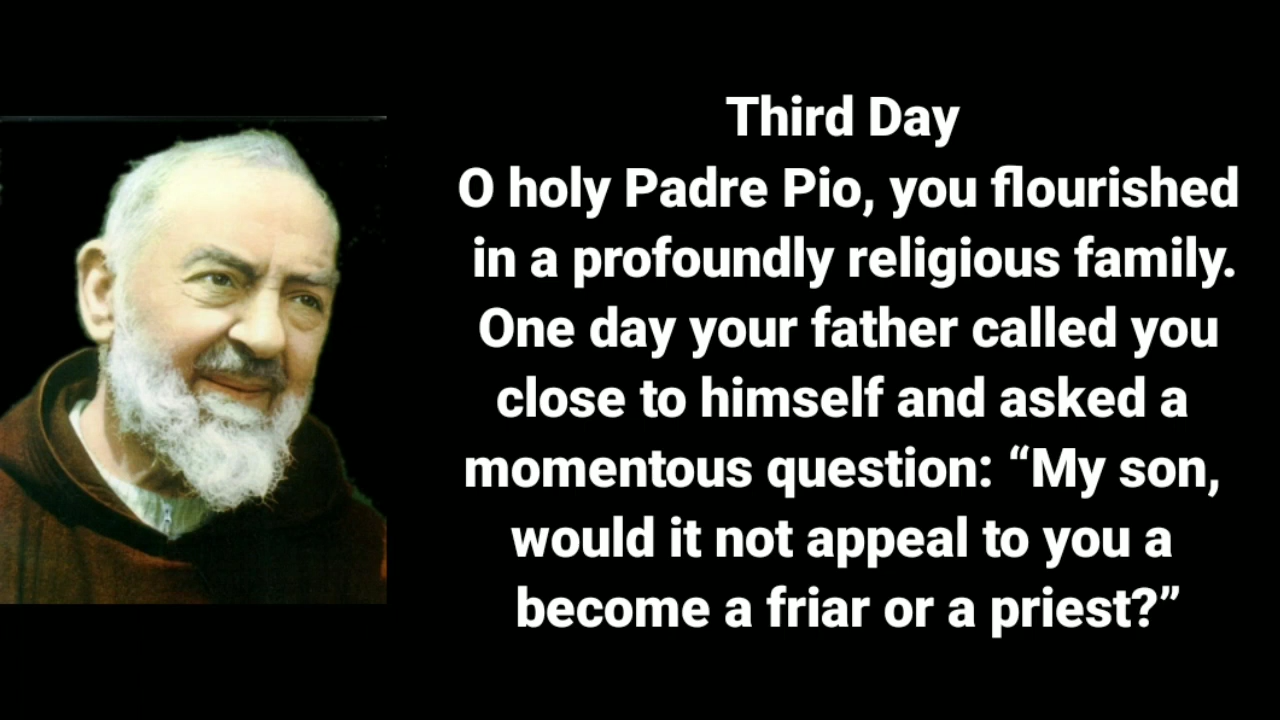 Third Day
O holy Padre Pio, you flourished
in a profoundly religious family.
One day your father called you
close to himself and asked a
momentous question: “My son,
would it not appeal to you a
become a friar or a priest?”